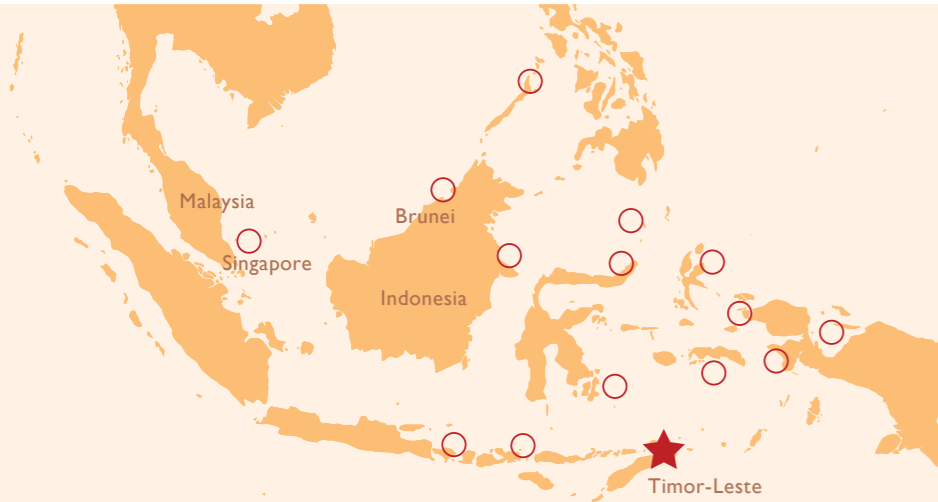 Malaysia
Brunei
Singapore
Indonesia
Timor-Leste